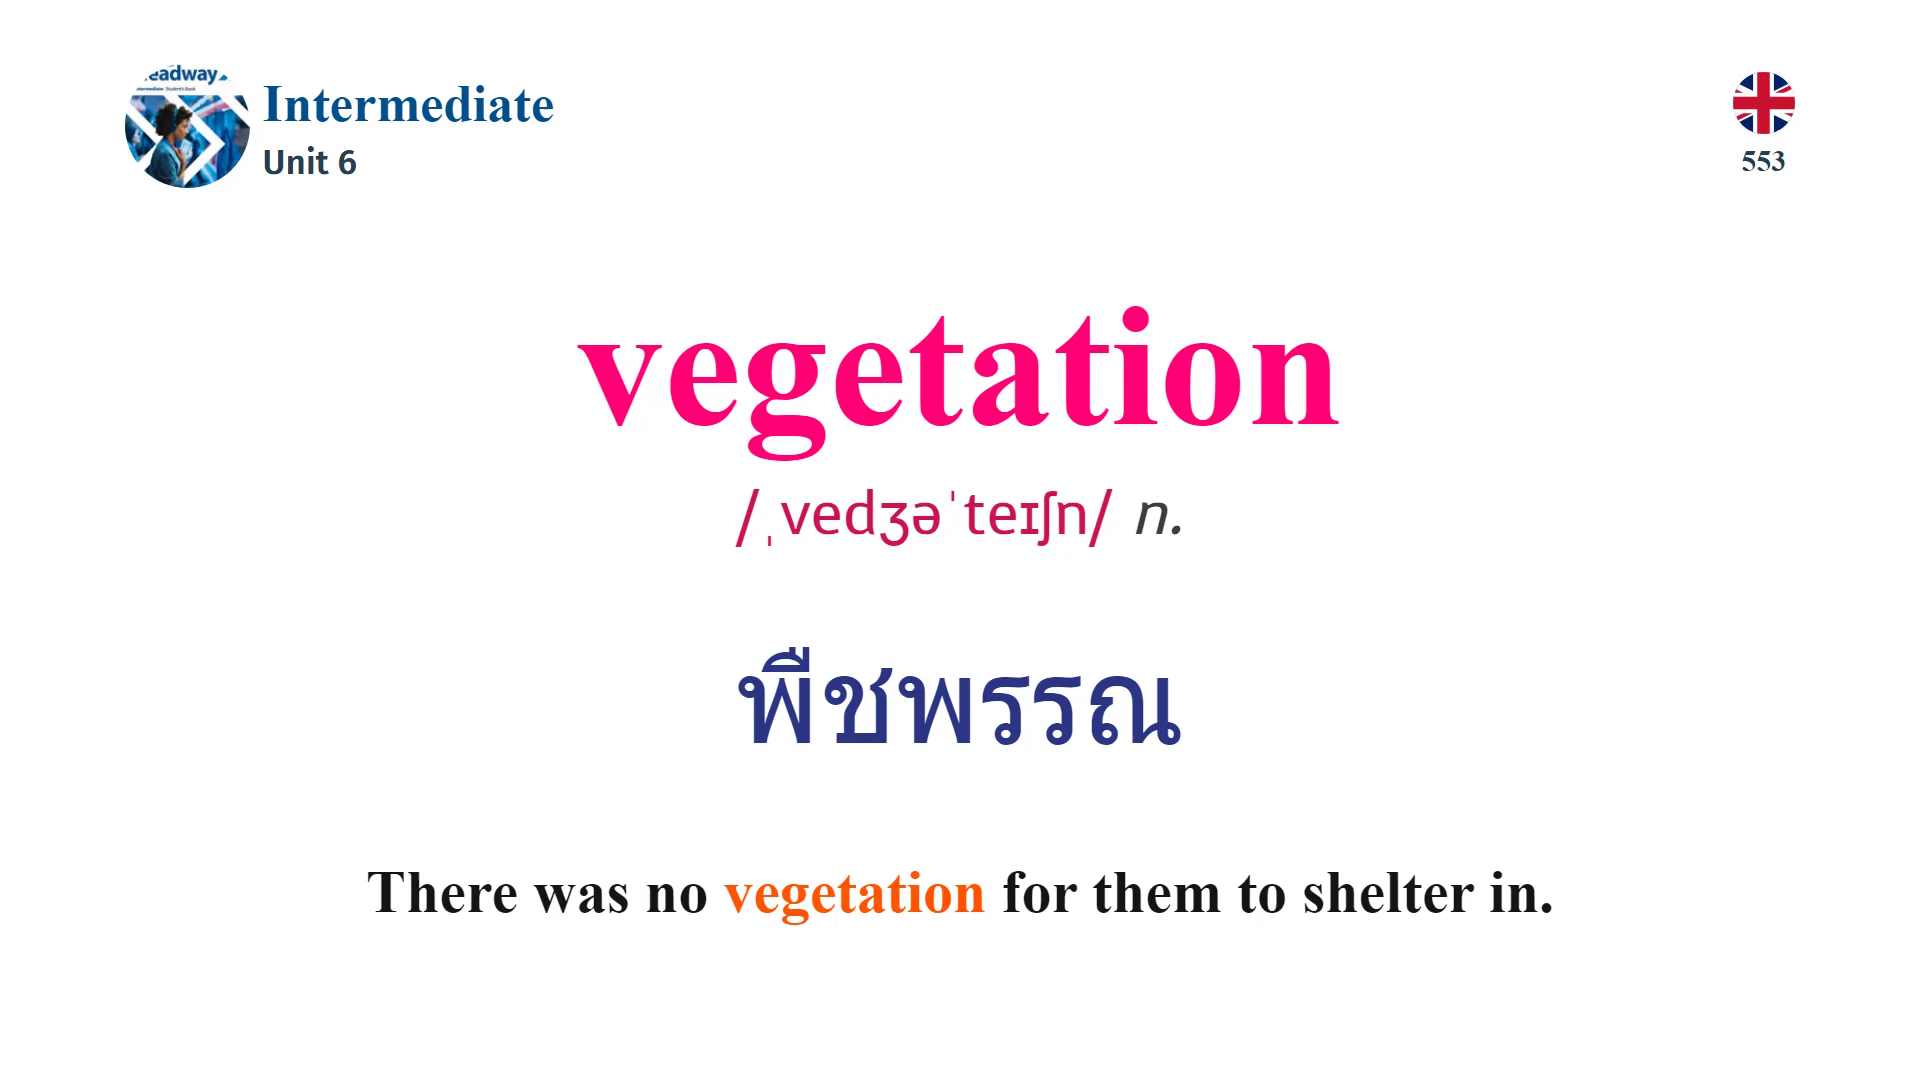 eadway
Intermediate
Unit 6
553
vegetation
/ˌvedʒəˈteɪʃn/ n.
พืชพรรณ
There was no vegetation for them to shelter in.